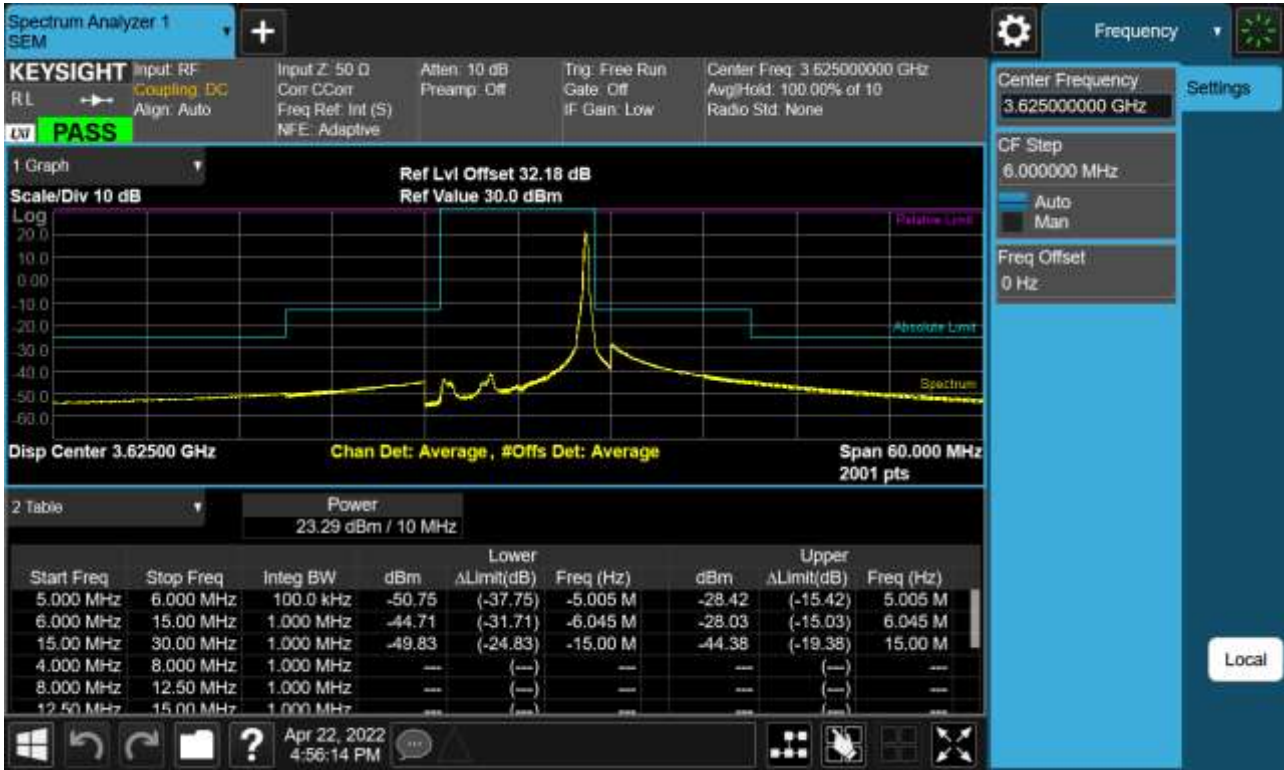 Spectrum Analyzer 1
SEM
+
Frequency
KEYSIGHT
RL
LXI
PASS
Input: RF
Coupling: DC
Align: Auto
Input Z: 50 Ω
Corr CCorr
Freq Ref: Int (S)
NFE: Adaptive
Atten: 10 dB
Preamp: Off
Trig: Free Run
Gate: Off
IF Gain: Low
Center Freq: 3.625000000 GHz
Avg|Hold: 100.00% of 10
Radio Std: None
Center Frequency
3.625000000 GHz
Settings
CF Step
6.000000 MHz
Auto
Man
Freq Offset
0 Hz
1 Graph
Scale/Div 10 dB
Ref Lvl Offset 32.18 dB
Ref Value 30.0 dBm
Log
20.0
10.0
0.00
-10.0
-20.0
-30.0
-40.0
-50.0
-60.0
Relative Limit
Absolute Limit
Spectrum
Disp Center 3.62500 GHz
Chan Det: Average, #Offs Det: Average
Span 60.000 MHz
2001 pts
2 Table
Power
23.29 dBm / 10 MHz
Lower Upper
Start Freq Stop Freq Integ BW dBm ΔLimit(dB) Freq (Hz) dBm ΔLimit(dB) Freq (Hz)
5.000 MHz 6.000 MHz 100.0 kHz -50.75 (-37.75) -5.005 M -28.42 (-15.42) 5.005 M
6.000 MHz 15.00 MHz 1.000 MHz -44.71 (-31.71) -6.045 M -28.03 (-15.03) 6.045 M
15.00 MHz 30.00 MHz 1.000 MHz -49.83 (-24.83) -15.00 M -44.38 (-19.38) 15.00 M
4.000 MHz 8.000 MHz 1.000 MHz --- (---) --- --- (---) ---
8.000 MHz 12.50 MHz 1.000 MHz --- (---) --- --- (---) ---
12.50 MHz 15.00 MHz 1.000 MHz --- (---) --- --- (---) ---
Local
?
Apr 22, 2022
4:56:14 PM